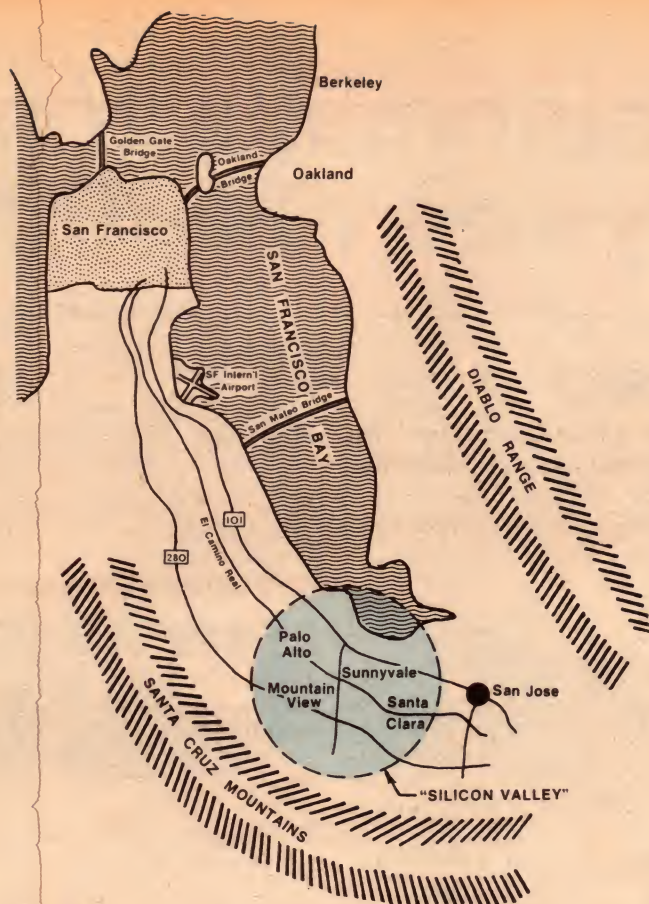 Berkeley
Golden Gate
Bridge
Oakland
Bridge
Oakland
San Francisco
SAN FRANCISCO BAY
SF Intern'l
Airport
San Mateo Bridge
DIABLO RANGE
101
El Camino Real
280
Palo
Alto
Sunnyvale
Mountain
View
Santa
Clara
San Jose
SANTA CRUZ MOUNTAINS
"SILICON VALLEY"